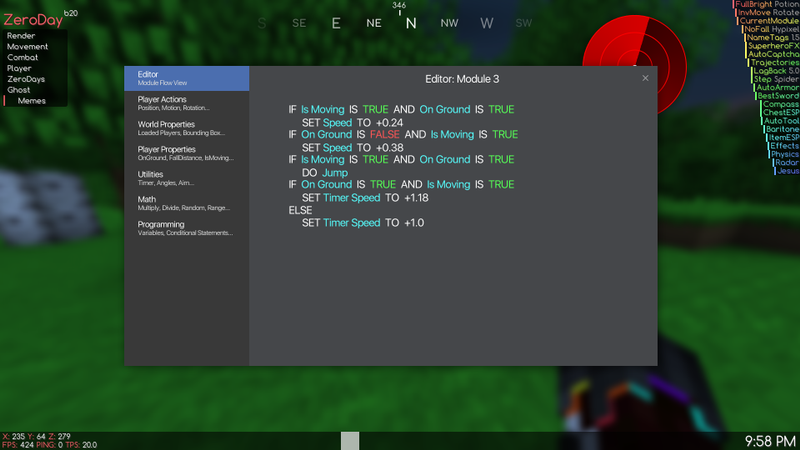 ZeroDay b20
346
S SE E NE N NW W SW
Render
Movement
Combat
Player
ZeroDays
Ghost
Memes
FullBright Potion
InvMove Rotate
CurrentModule
NoFall Hypixel
NameTags 1.5
SuperheroFX
AutoCaptcha
Trajectories
LagBack 5.0
Step Spider
AutoArmor
BestSword
Compass
ChestESP
AutoTool
Baritone
ItemESP
Effects
Physics
Radar
Jesus
Editor
Module Flow View
Player Actions
Position, Motion, Rotation...
World Properties
Loaded Players, Bounding Box...
Player Properties
OnGround, FallDistance, IsMoving...
Utilities
Timer, Angles, Aim...
Math
Multiply, Divide, Random, Range...
Programming
Variables, Conditional Statements...
Editor: Module 3
×
IF Is Moving IS TRUE AND On Ground IS TRUE
SET Speed TO +0.24
IF On Ground IS FALSE AND Is Moving IS TRUE
SET Speed TO +0.38
IF Is Moving IS TRUE AND On Ground IS TRUE
DO Jump
IF On Ground IS TRUE AND Is Moving IS TRUE
SET Timer Speed TO +1.18
ELSE
SET Timer Speed TO +1.0
X: 235 Y: 64 Z: 279
FPS: 424 PING: 0 TPS: 20.0
9:58 PM